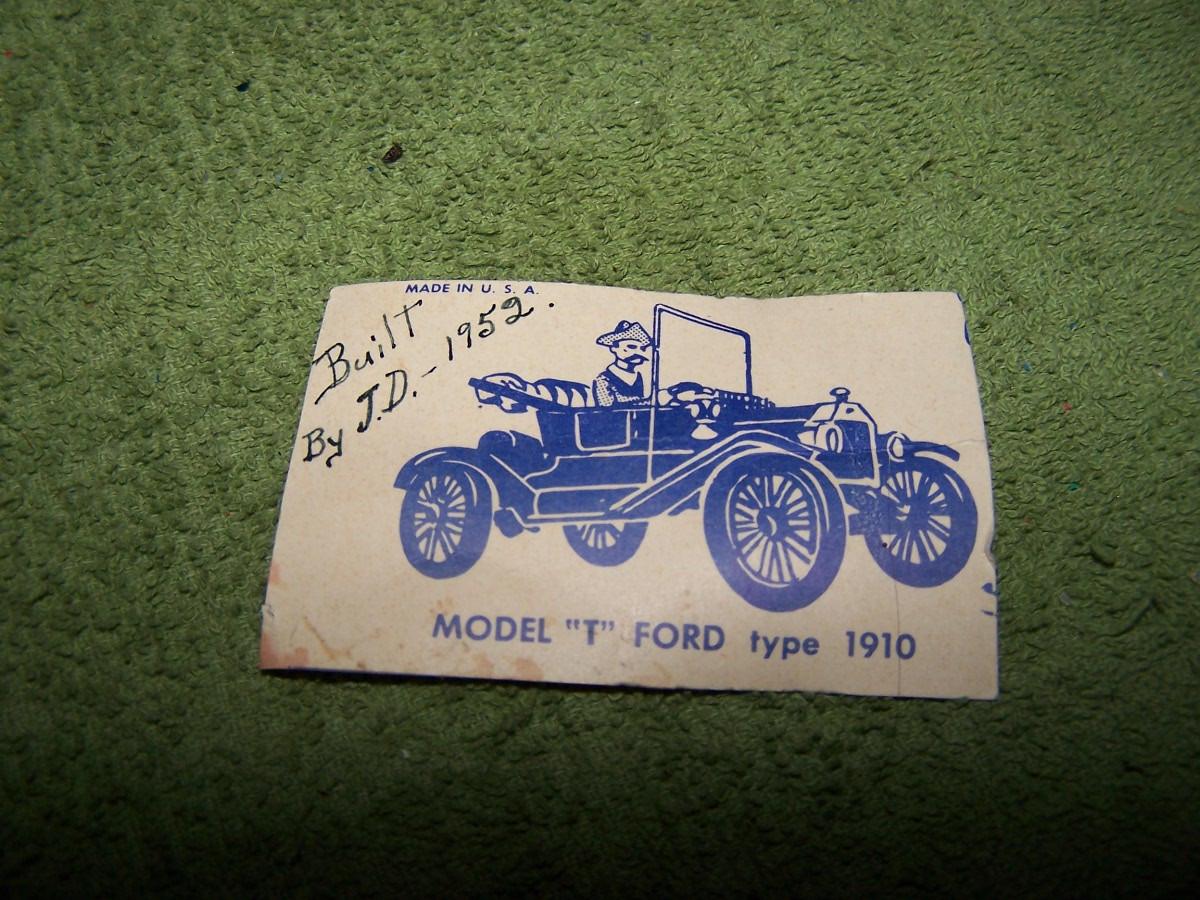 MADE IN U. S. A.
Built
By J.D. - 1952.
MODEL "T" FORD type 1910